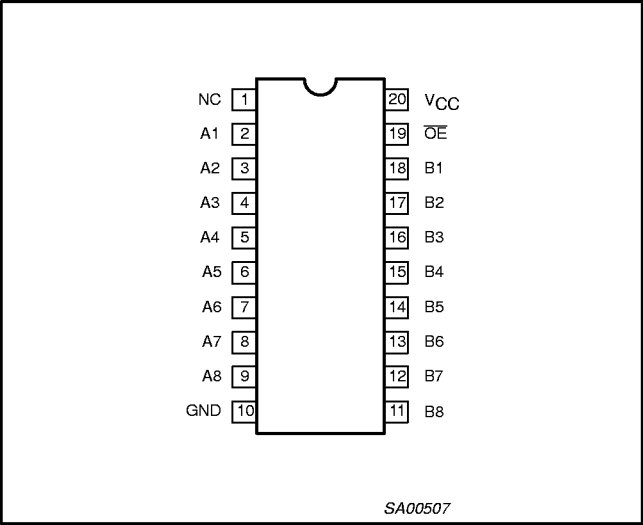 NC 1 20 VCC
A1 2 19 OE
A2 3 18 B1
A3 4 17 B2
A4 5 16 B3
A5 6 15 B4
A6 7 14 B5
A7 8 13 B6
A8 9 12 B7
GND 10 11 B8
SA00507